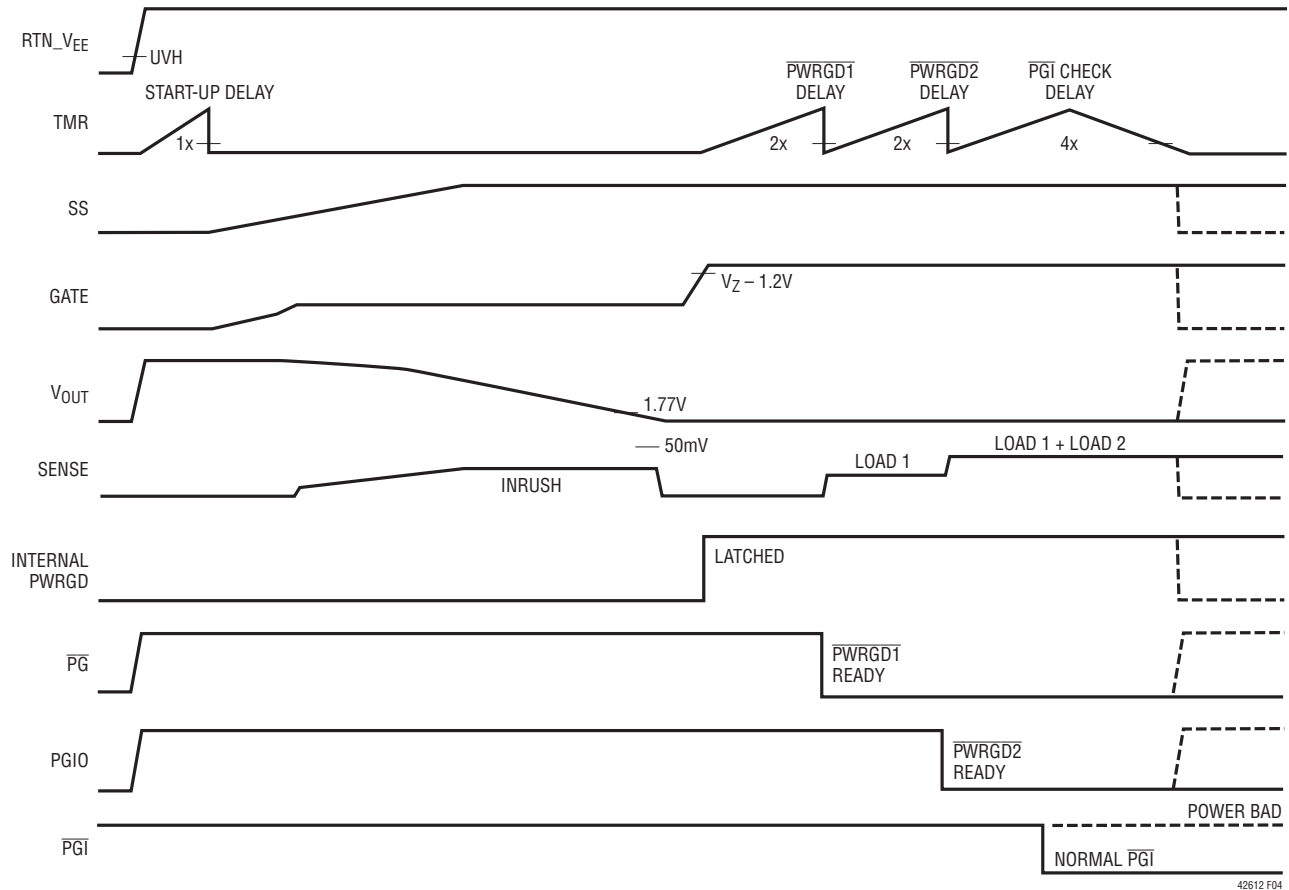 RTN_VEE
UVH
START-UP DELAY
PWRGD1
DELAY
PWRGD2
DELAY
PGI CHECK
DELAY
TMR
1x
2x
2x
4x
SS
GATE
VZ – 1.2V
VOUT
1.77V
50mV
SENSE
INRUSH
LOAD 1
LOAD 1 + LOAD 2
INTERNAL
PWRGD
LATCHED
PG
PWRGD1
READY
PGIO
PWRGD2
READY
POWER BAD
PGI
NORMAL PGI
42612 F04